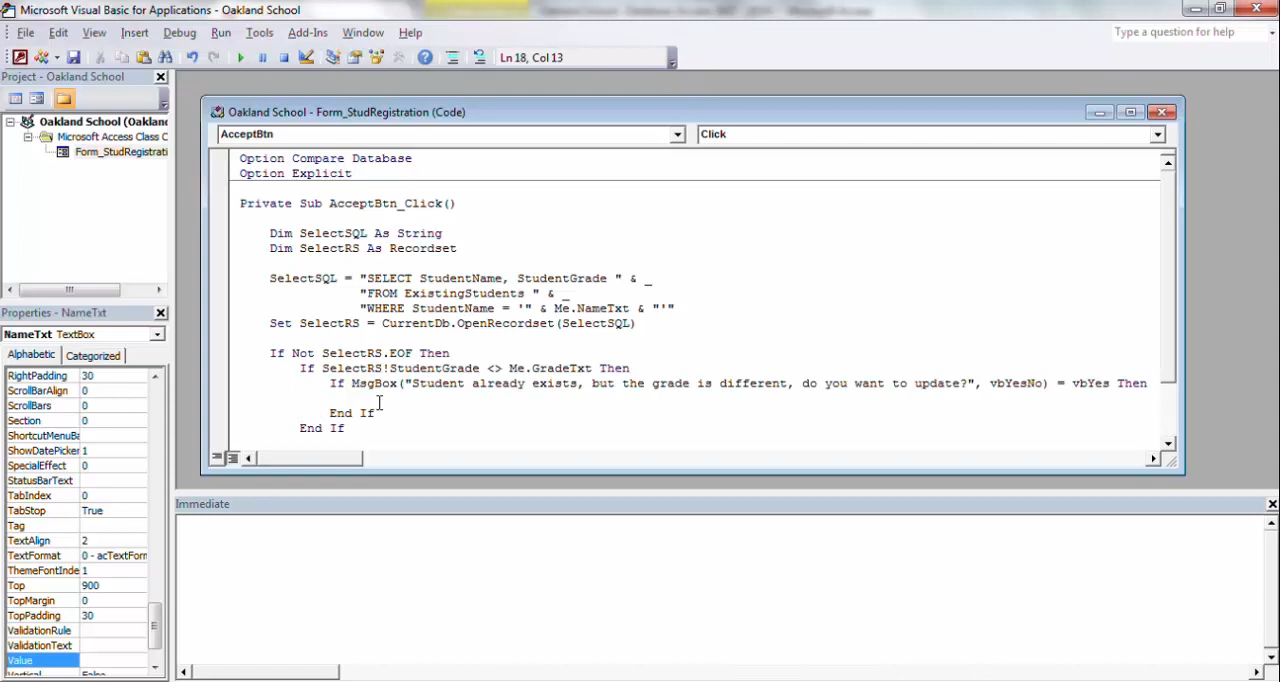 Microsoft Visual Basic for Applications - Oakland School
File Edit View Insert Debug Run Tools Add-Ins Window Help
Type a question for help
Ln 18, Col 13
Project - Oakland School
Oakland School (Oakland
Microsoft Access Class C
Form_StudRegistrati
Oakland School - Form_StudRegistration (Code)
AcceptBtn
Click
Option Compare Database
Option Explicit
Private Sub AcceptBtn_Click()
Dim SelectSQL As String
Dim SelectRS As Recordset
SelectSQL = "SELECT StudentName, StudentGrade " & _
"FROM ExistingStudents " & _
"WHERE StudentName = '" & Me.NameTxt & "'"
Set SelectRS = CurrentDb.OpenRecordset(SelectSQL)
If Not SelectRS.EOF Then
If SelectRS!StudentGrade <> Me.GradeTxt Then
If MsgBox("Student already exists, but the grade is different, do you want to update?", vbYesNo) = vbYes Then
End If
End If
Properties - NameTxt
NameTxt TextBox
Alphabetic Categorized
RightPadding 30
ScrollBarAlign 0
ScrollBars 0
Section 0
ShortcutMenuBa
ShowDatePicker 1
SpecialEffect 0
StatusBarText
TabIndex 0
TabStop True
Tag
TextAlign 2
TextFormat 0 - acTextForm
ThemeFontInde 1
Top 900
TopMargin 0
TopPadding 30
ValidationRule
ValidationText
Value
Vertical False
Immediate